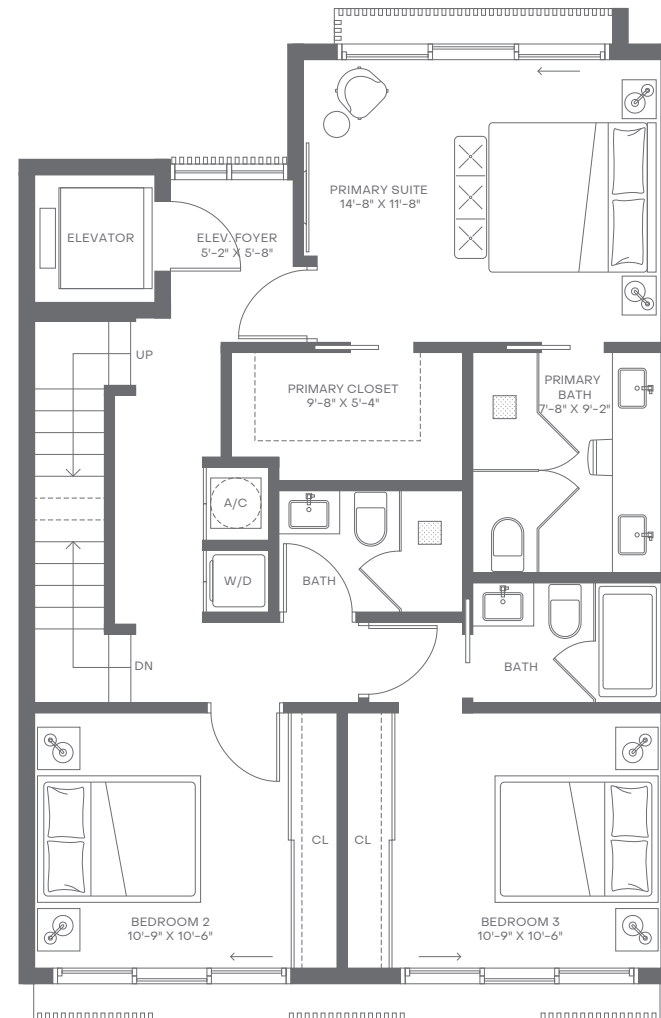 PRIMARY SUITE
14'-8" X 11'-8"
ELEVATOR
ELEV. FOYER
5'-2" X 5'-8"
UP
PRIMARY CLOSET
9'-8" X 5'-4"
PRIMARY
BATH
7'-8" X 9'-2"
A/C
W/D
BATH
DN
BATH
CL
CL
BEDROOM 2
10'-9" X 10'-6"
BEDROOM 3
10'-9" X 10'-6"